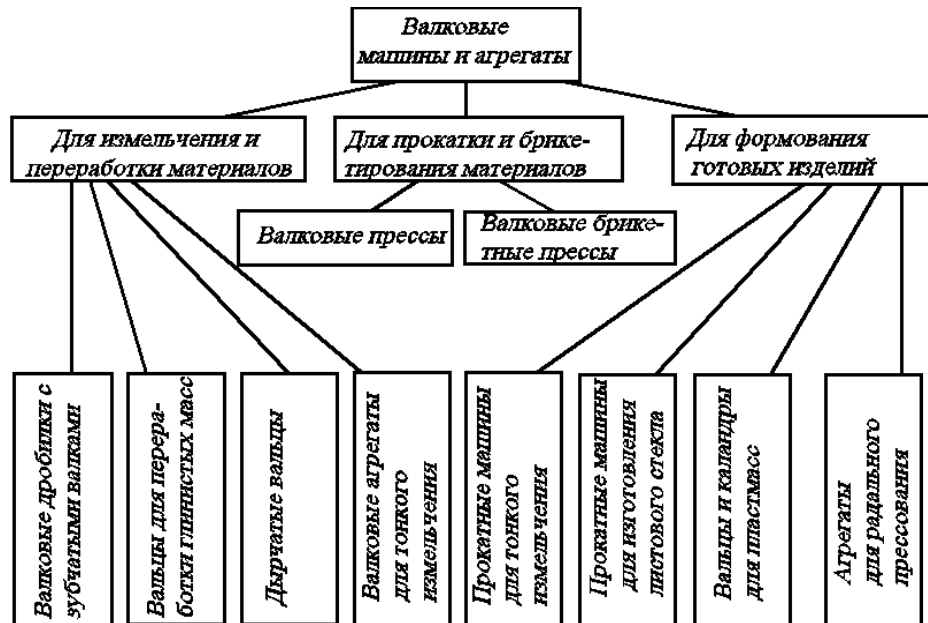 Валковые
машины и агрегаты
Для измельчения и
переработки материалов
Для прокатки и брике-
тирования материалов
Для формования
готовых изделий
Валковые прессы
Валковые брике-
тные прессы
Валковые дробилки с
зубчатыми валками
Вальцы для перера-
ботки глинистых масс
Дырчатые вальцы
Валковые агрегаты
для тонкого
измельчения
Прокатные машины
для тонкого
измельчения
Прокатные машины
для изготовления
листового стекла
Вальцы и каландры
для пластмасс
Агрегаты
для радального
прессования